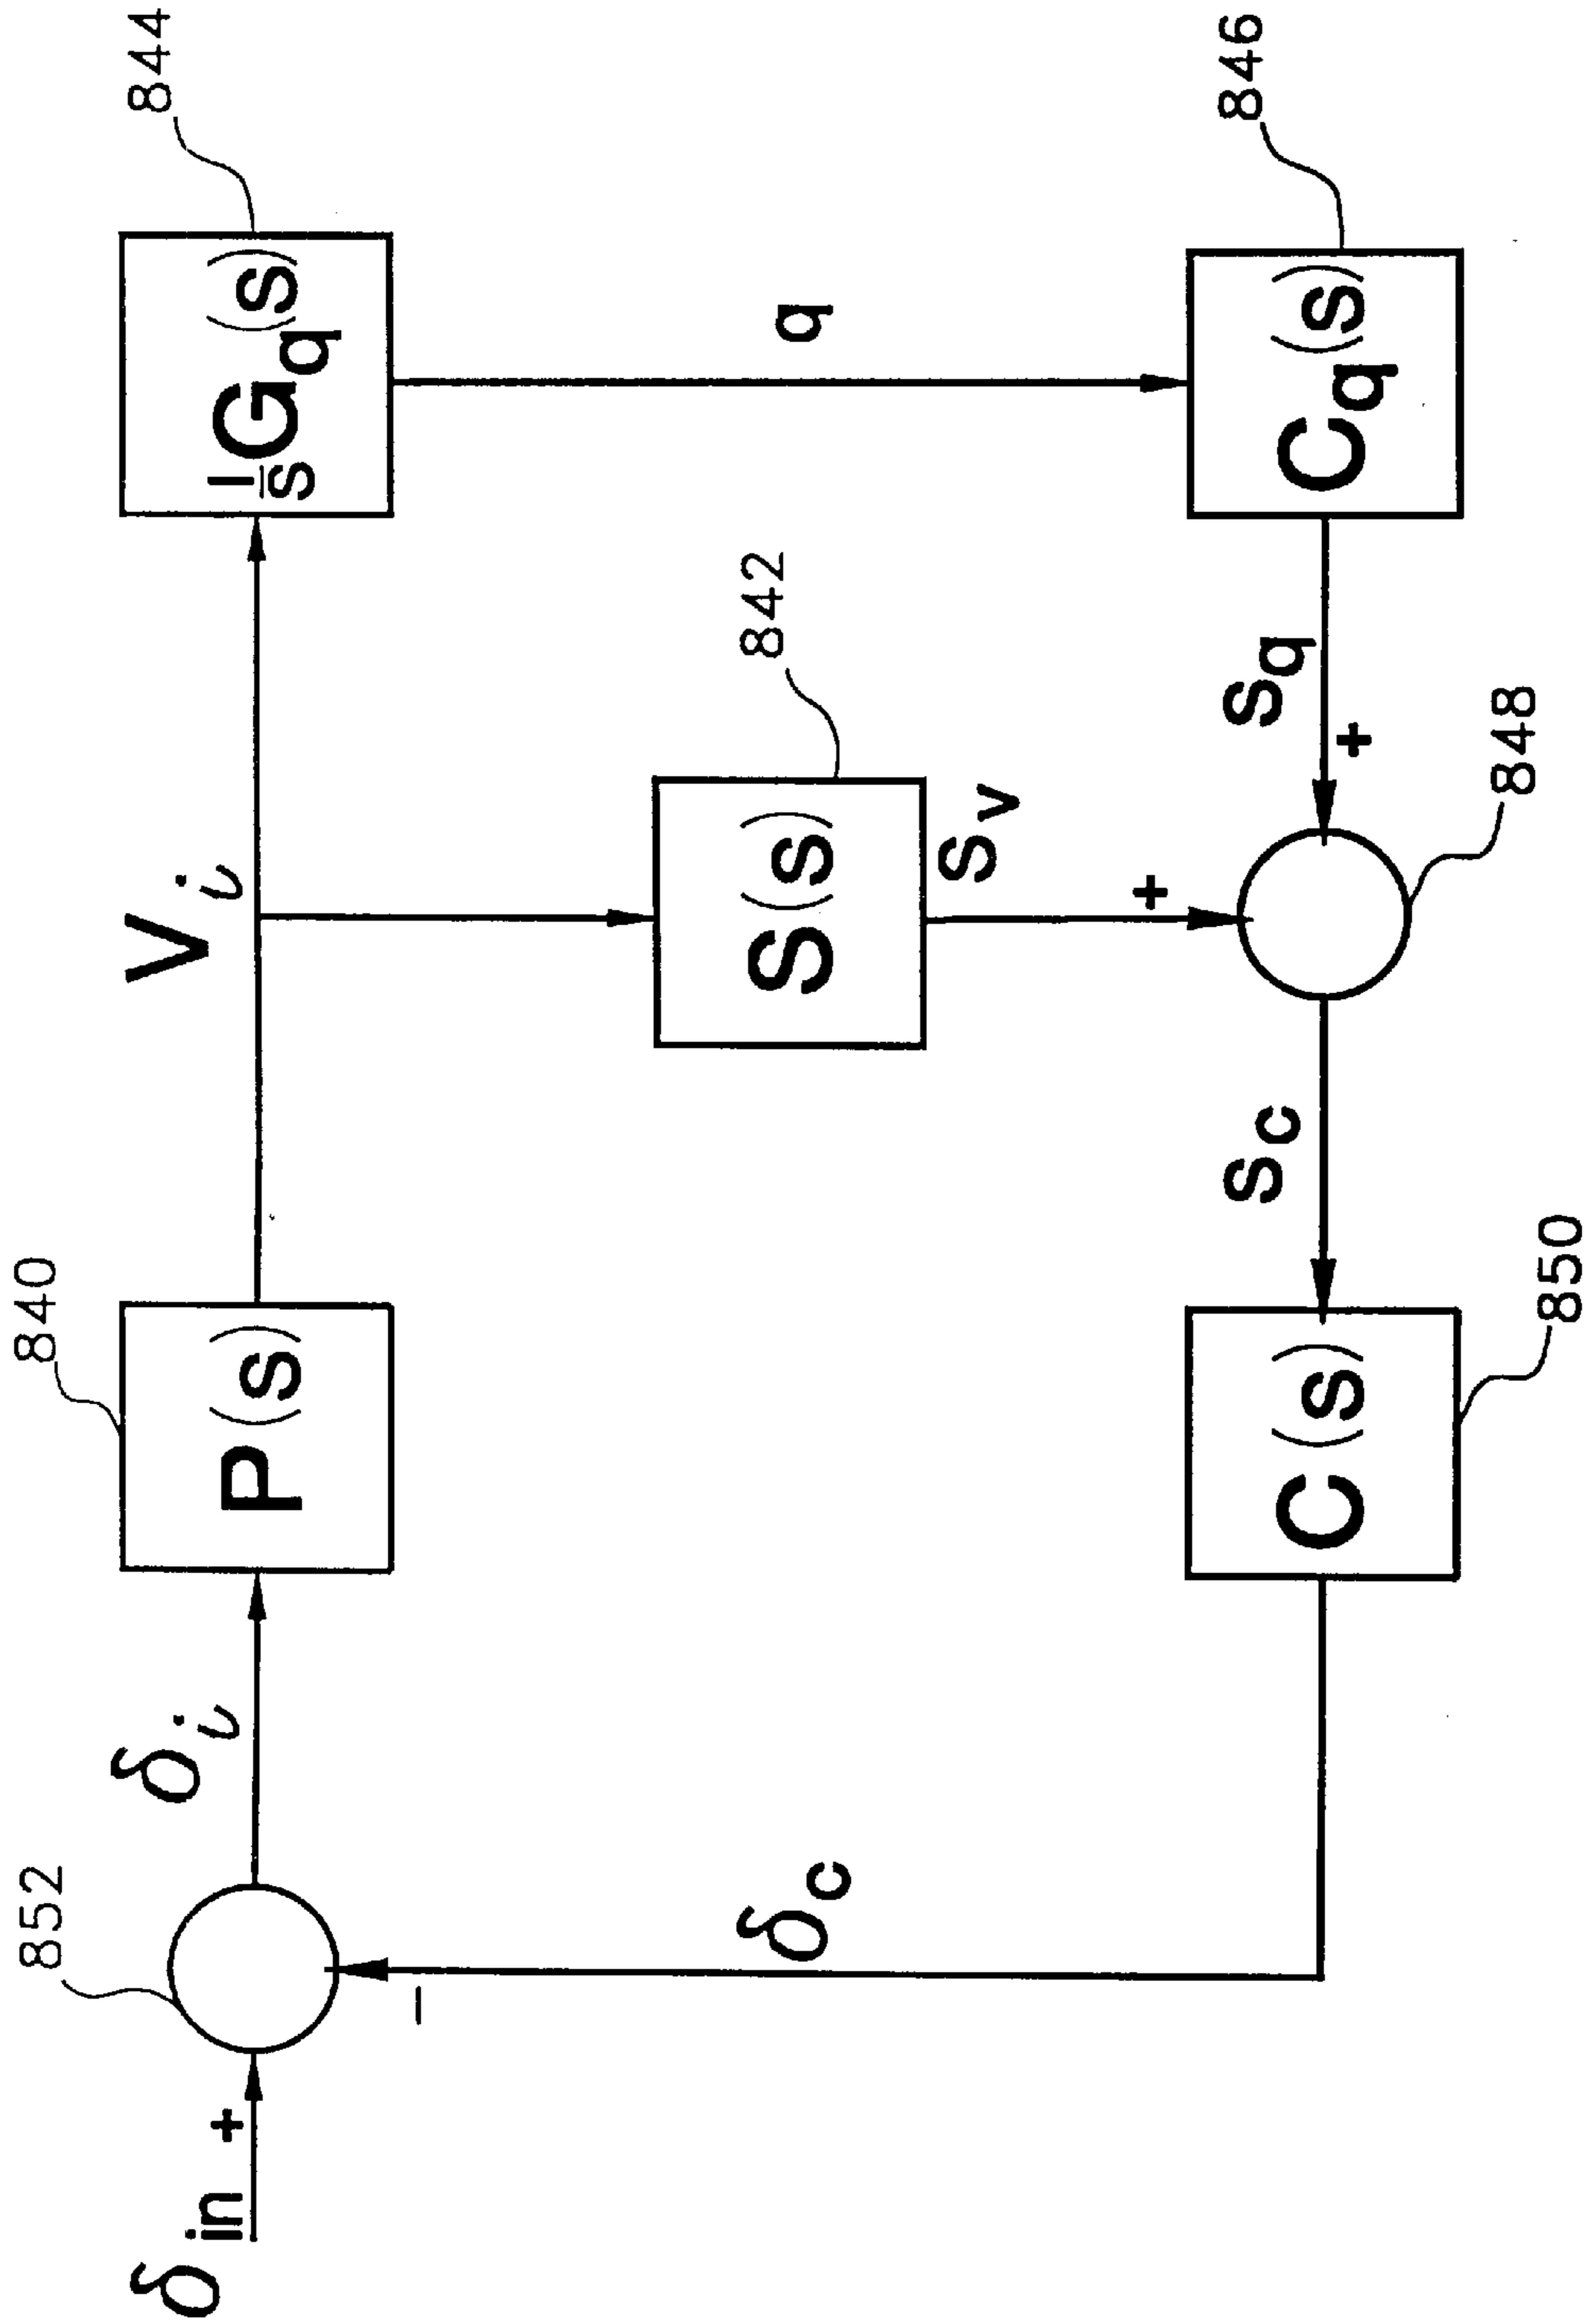 852
840
844
δin
+
δi
P(s)
Vi
1/s Gq(s)
−
δc
842
S(s)
q
sv
+
850
C(s)
sc
848
+
sq
846
Cq(s)